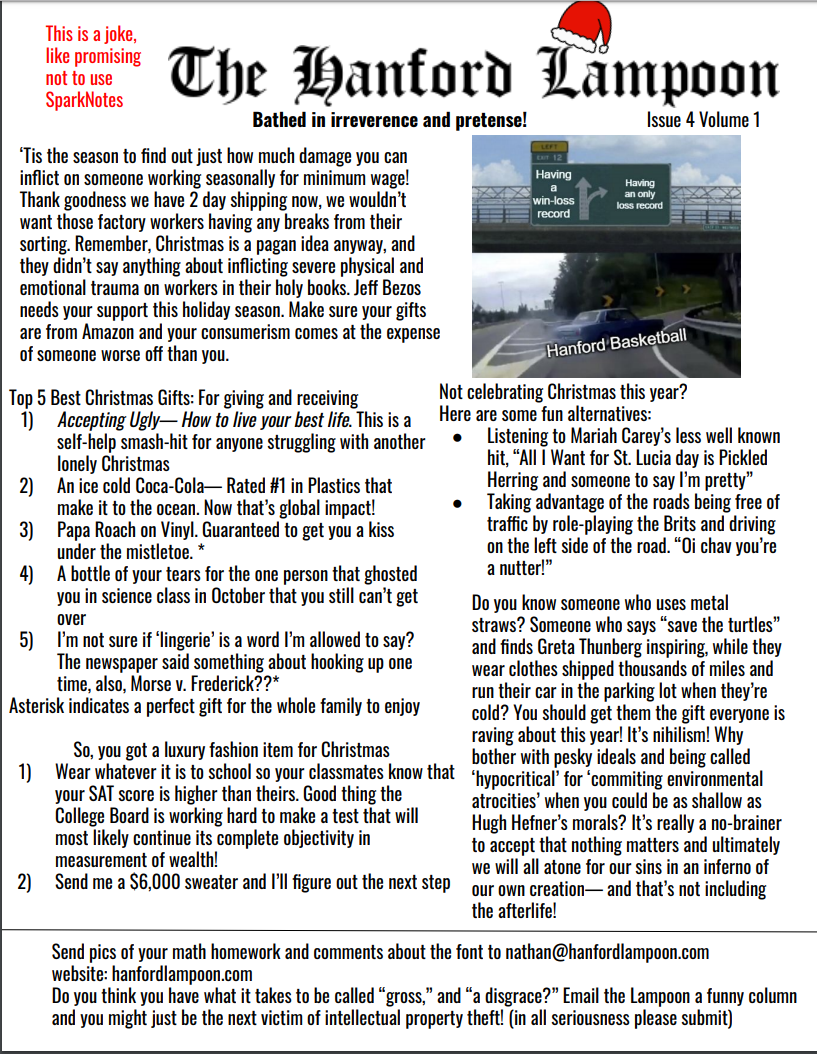 This is a joke,
like promising
not to use
SparkNotes
The Hanford Lampoon
Bathed in irreverence and pretense!
Issue 4 Volume 1
‘Tis the season to find out just how much damage you can
inflict on someone working seasonally for minimum wage!
Thank goodness we have 2 day shipping now, we wouldn’t
want those factory workers having any breaks from their
sorting. Remember, Christmas is a pagan idea anyway, and
they didn’t say anything about inflicting severe physical and
emotional trauma on workers in their holy books. Jeff Bezos
needs your support this holiday season. Make sure your gifts
are from Amazon and your consumerism comes at the expense
of someone worse off than you.
LEFT
EXIT 12
Having
a
win-loss
record
Having
an only
loss record
Hanford Basketball
Top 5 Best Christmas Gifts: For giving and receiving
1) Accepting Ugly— How to live your best life. This is a
self-help smash-hit for anyone struggling with another
lonely Christmas
2) An ice cold Coca-Cola— Rated #1 in Plastics that
make it to the ocean. Now that’s global impact!
3) Papa Roach on Vinyl. Guaranteed to get you a kiss
under the mistletoe. *
4) A bottle of your tears for the one person that ghosted
you in science class in October that you still can’t get
over
5) I’m not sure if ‘lingerie’ is a word I’m allowed to say?
The newspaper said something about hooking up one
time, also, Morse v. Frederick??*
Asterisk indicates a perfect gift for the whole family to enjoy
So, you got a luxury fashion item for Christmas
1) Wear whatever it is to school so your classmates know that
your SAT score is higher than theirs. Good thing the
College Board is working hard to make a test that will
most likely continue its complete objectivity in
measurement of wealth!
2) Send me a $6,000 sweater and I’ll figure out the next step
Not celebrating Christmas this year?
Here are some fun alternatives:
● Listening to Mariah Carey’s less well known
hit, “All I Want for St. Lucia day is Pickled
Herring and someone to say I’m pretty”
● Taking advantage of the roads being free of
traffic by role-playing the Brits and driving
on the left side of the road. “Oi chav you’re
a nutter!”
Do you know someone who uses metal
straws? Someone who says “save the turtles”
and finds Greta Thunberg inspiring, while they
wear clothes shipped thousands of miles and
run their car in the parking lot when they’re
cold? You should get them the gift everyone is
raving about this year! It’s nihilism! Why
bother with pesky ideals and being called
‘hypocritical’ for ‘commiting environmental
atrocities’ when you could be as shallow as
Hugh Hefner’s morals? It’s really a no-brainer
to accept that nothing matters and ultimately
we will all atone for our sins in an inferno of
our own creation— and that’s not including
the afterlife!
Send pics of your math homework and comments about the font to nathan@hanfordlampoon.com
website: hanfordlampoon.com
Do you think you have what it takes to be called “gross,” and “a disgrace?” Email the Lampoon a funny column
and you might just be the next victim of intellectual property theft! (in all seriousness please submit)